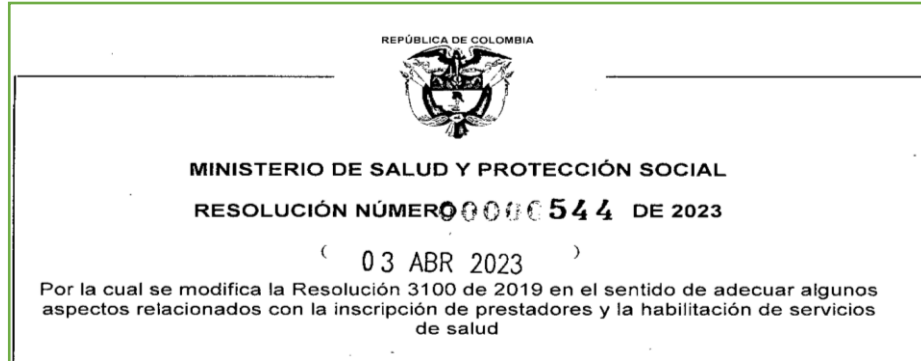 REPÚBLICA DE COLOMBIA
MINISTERIO DE SALUD Y PROTECCIÓN SOCIAL
RESOLUCIÓN NÚMERO 00000544 DE 2023
( 03 ABR 2023 )
Por la cual se modifica la Resolución 3100 de 2019 en el sentido de adecuar algunos
aspectos relacionados con la inscripción de prestadores y la habilitación de servicios
de salud